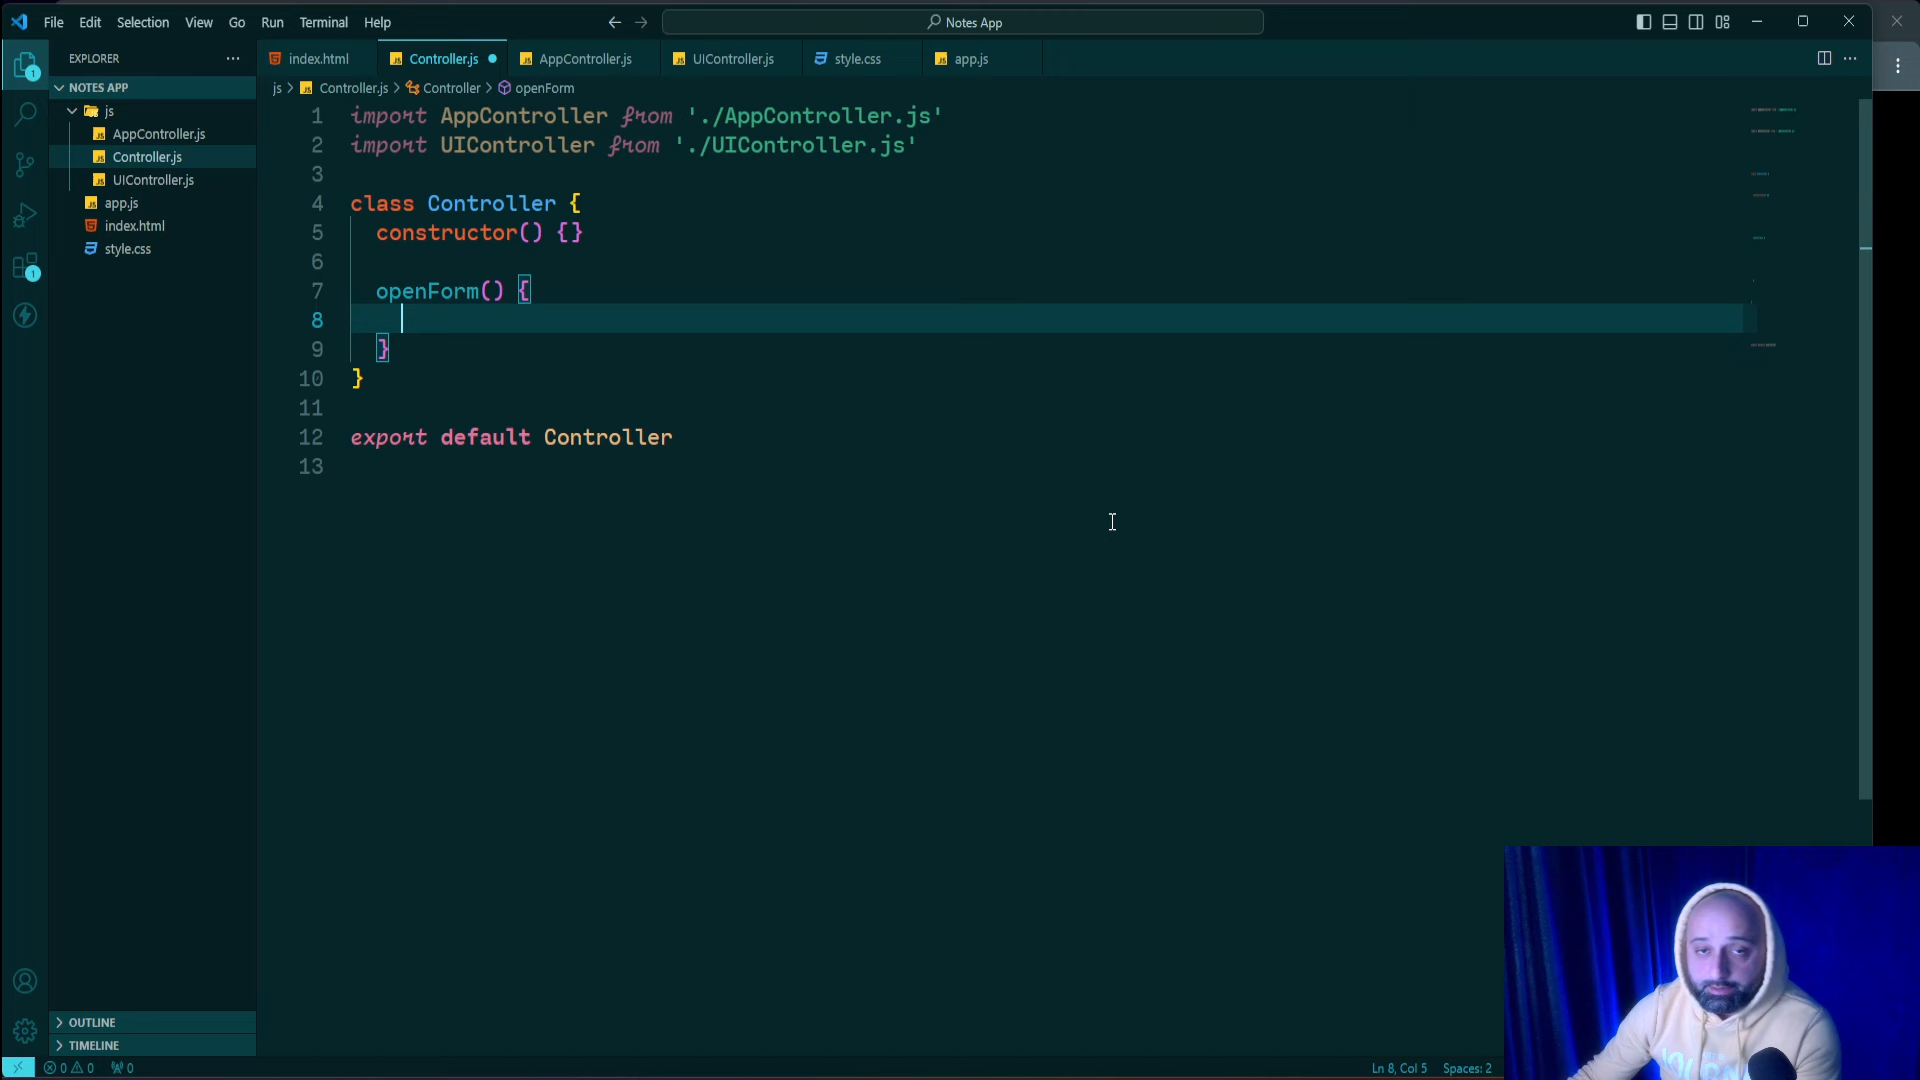 File Edit Selection View Go Run Terminal Help
Notes App
EXPLORER
index.html
Controller.js
AppController.js
UIController.js
style.css
app.js
NOTES APP
js
AppController.js
Controller.js
UIController.js
app.js
index.html
style.css
js > Controller.js > Controller > openForm
1 import AppController from './AppController.js'
2 import UIController from './UIController.js'
3
4 class Controller {
5 constructor() {}
6
7 openForm() {
8
9 }
10 }
11
12 export default Controller
13
1
1
OUTLINE
TIMELINE
0 0 0
Ln 8, Col 5 Spaces: 2